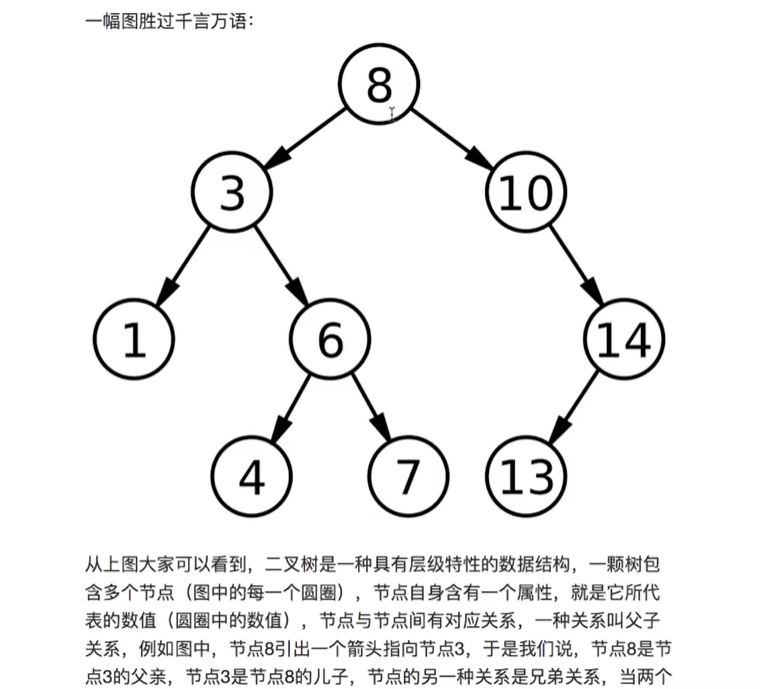 一幅图胜过千言万语：
8
3
10
1
6
14
4
7
13
从上图大家可以看到，二叉树是一种具有层级特性的数据结构，一颗树包
含多个节点（图中的每一个圆圈），节点自身含有一个属性，就是它所代
表的数值（圆圈中的数值），节点与节点间有对应关系，一种关系叫父子
关系，例如图中，节点8引出一个箭头指向节点3，于是我们说，节点8是节
点3的父亲，节点3是节点8的儿子，节点的另一种关系是兄弟关系，当两个